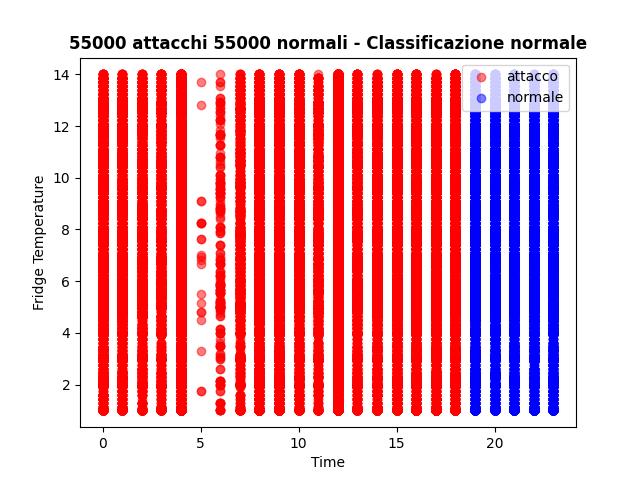 55000 attacchi 55000 normali - Classificazione normale
attacco
normale
14
12
10
8
6
4
2
Fridge Temperature
0 5 10 15 20
Time